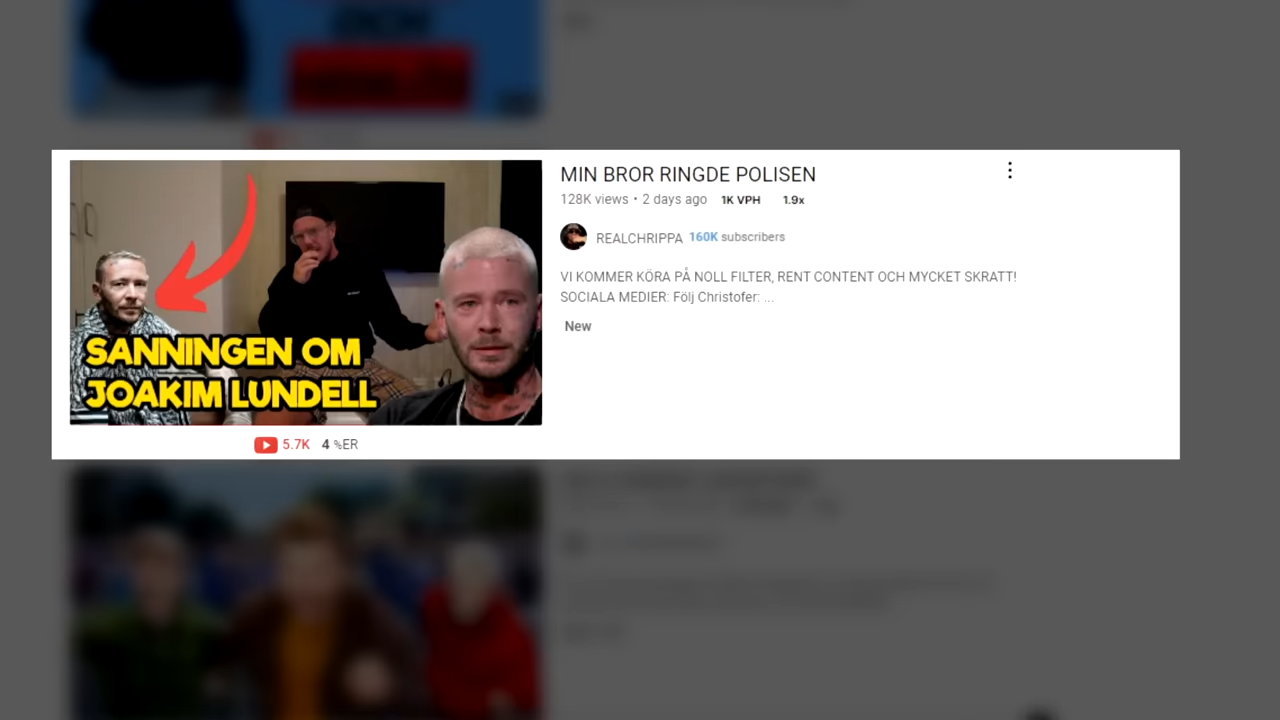 MIN BROR RINGDE POLISEN
128K views • 2 days ago 1K VPH 1.9x
REALCHRIPPA 160K subscribers
VI KOMMER KÖRA PÅ NOLL FILTER, RENT CONTENT OCH MYCKET SKRATT!
SOCIALA MEDIER: Följ Christofer: ...
New
SANNINGEN OM
JOAKIM LUNDELL
5.7K 4 %ER